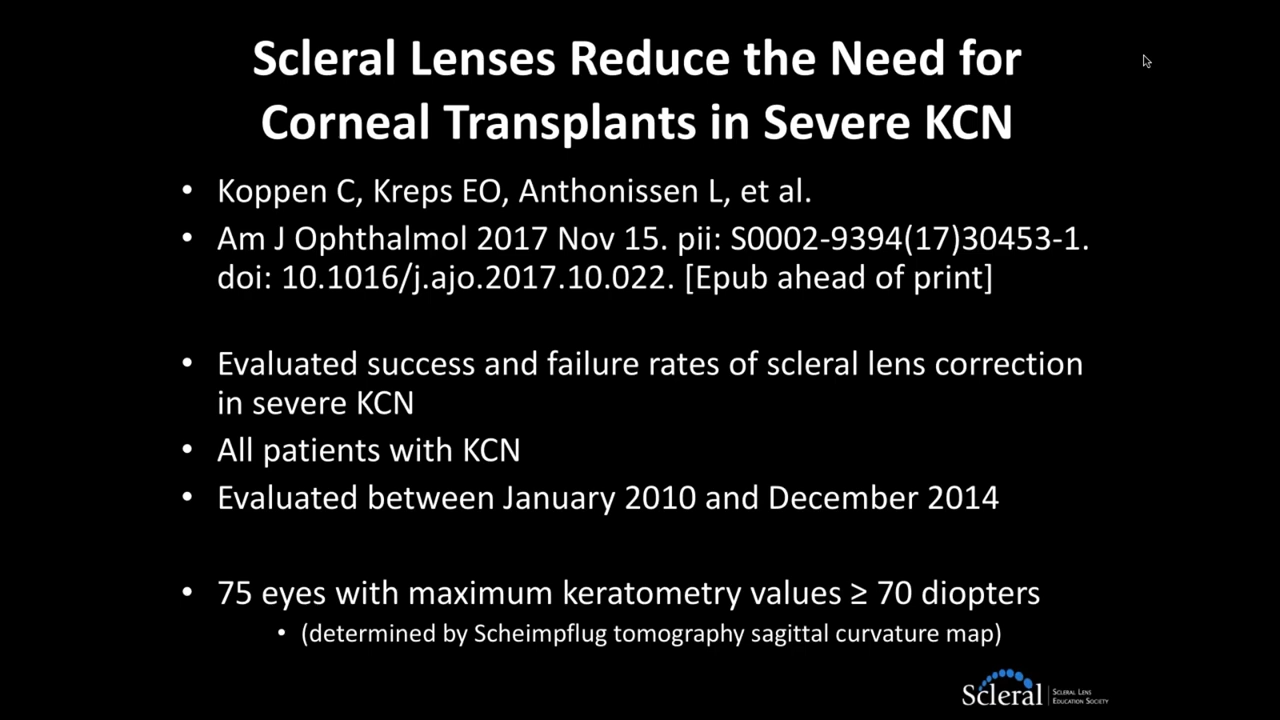 Scleral Lenses Reduce the Need for
Corneal Transplants in Severe KCN
• Koppen C, Kreps EO, Anthonissen L, et al.
• Am J Ophthalmol 2017 Nov 15. pii: S0002-9394(17)30453-1.
doi: 10.1016/j.ajo.2017.10.022. [Epub ahead of print]
• Evaluated success and failure rates of scleral lens correction
in severe KCN
• All patients with KCN
• Evaluated between January 2010 and December 2014
• 75 eyes with maximum keratometry values ≥ 70 diopters
• (determined by Scheimpflug tomography sagittal curvature map)
Scleral
Scleral Lens
Education Society